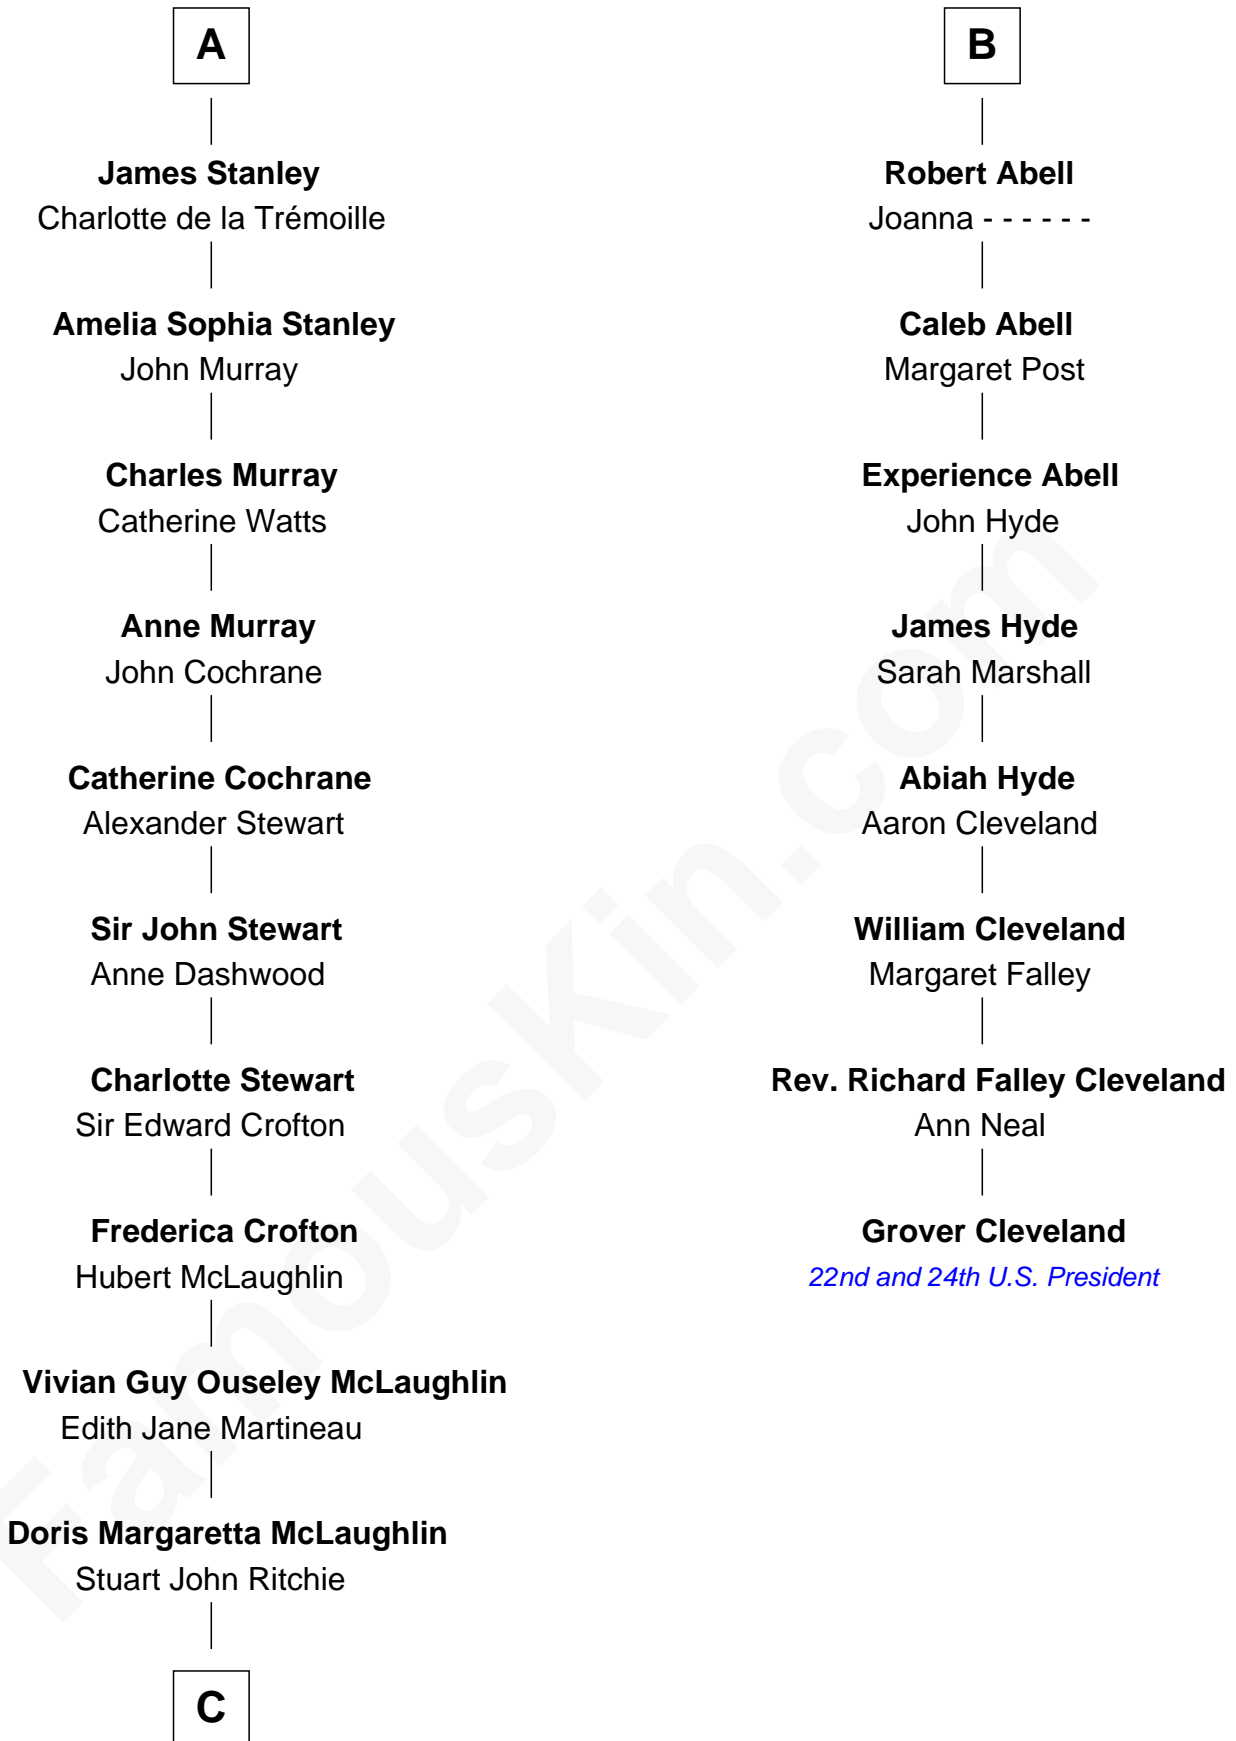 A
James Stanley
Charlotte de la Trémoille
Amelia Sophia Stanley
John Murray
Charles Murray
Catherine Watts
Anne Murray
John Cochrane
Catherine Cochrane
Alexander Stewart
Sir John Stewart
Anne Dashwood
Charlotte Stewart
Sir Edward Crofton
Frederica Crofton
Hubert McLaughlin
Vivian Guy Ouseley McLaughlin
Edith Jane Martineau
Doris Margaretta McLaughlin
Stuart John Ritchie
C
B
Robert Abell
Joanna - - - - - -
Caleb Abell
Margaret Post
Experience Abell
John Hyde
James Hyde
Sarah Marshall
Abiah Hyde
Aaron Cleveland
William Cleveland
Margaret Falley
Rev. Richard Falley Cleveland
Ann Neal
Grover Cleveland
22nd and 24th U.S. President
FamousKin.com